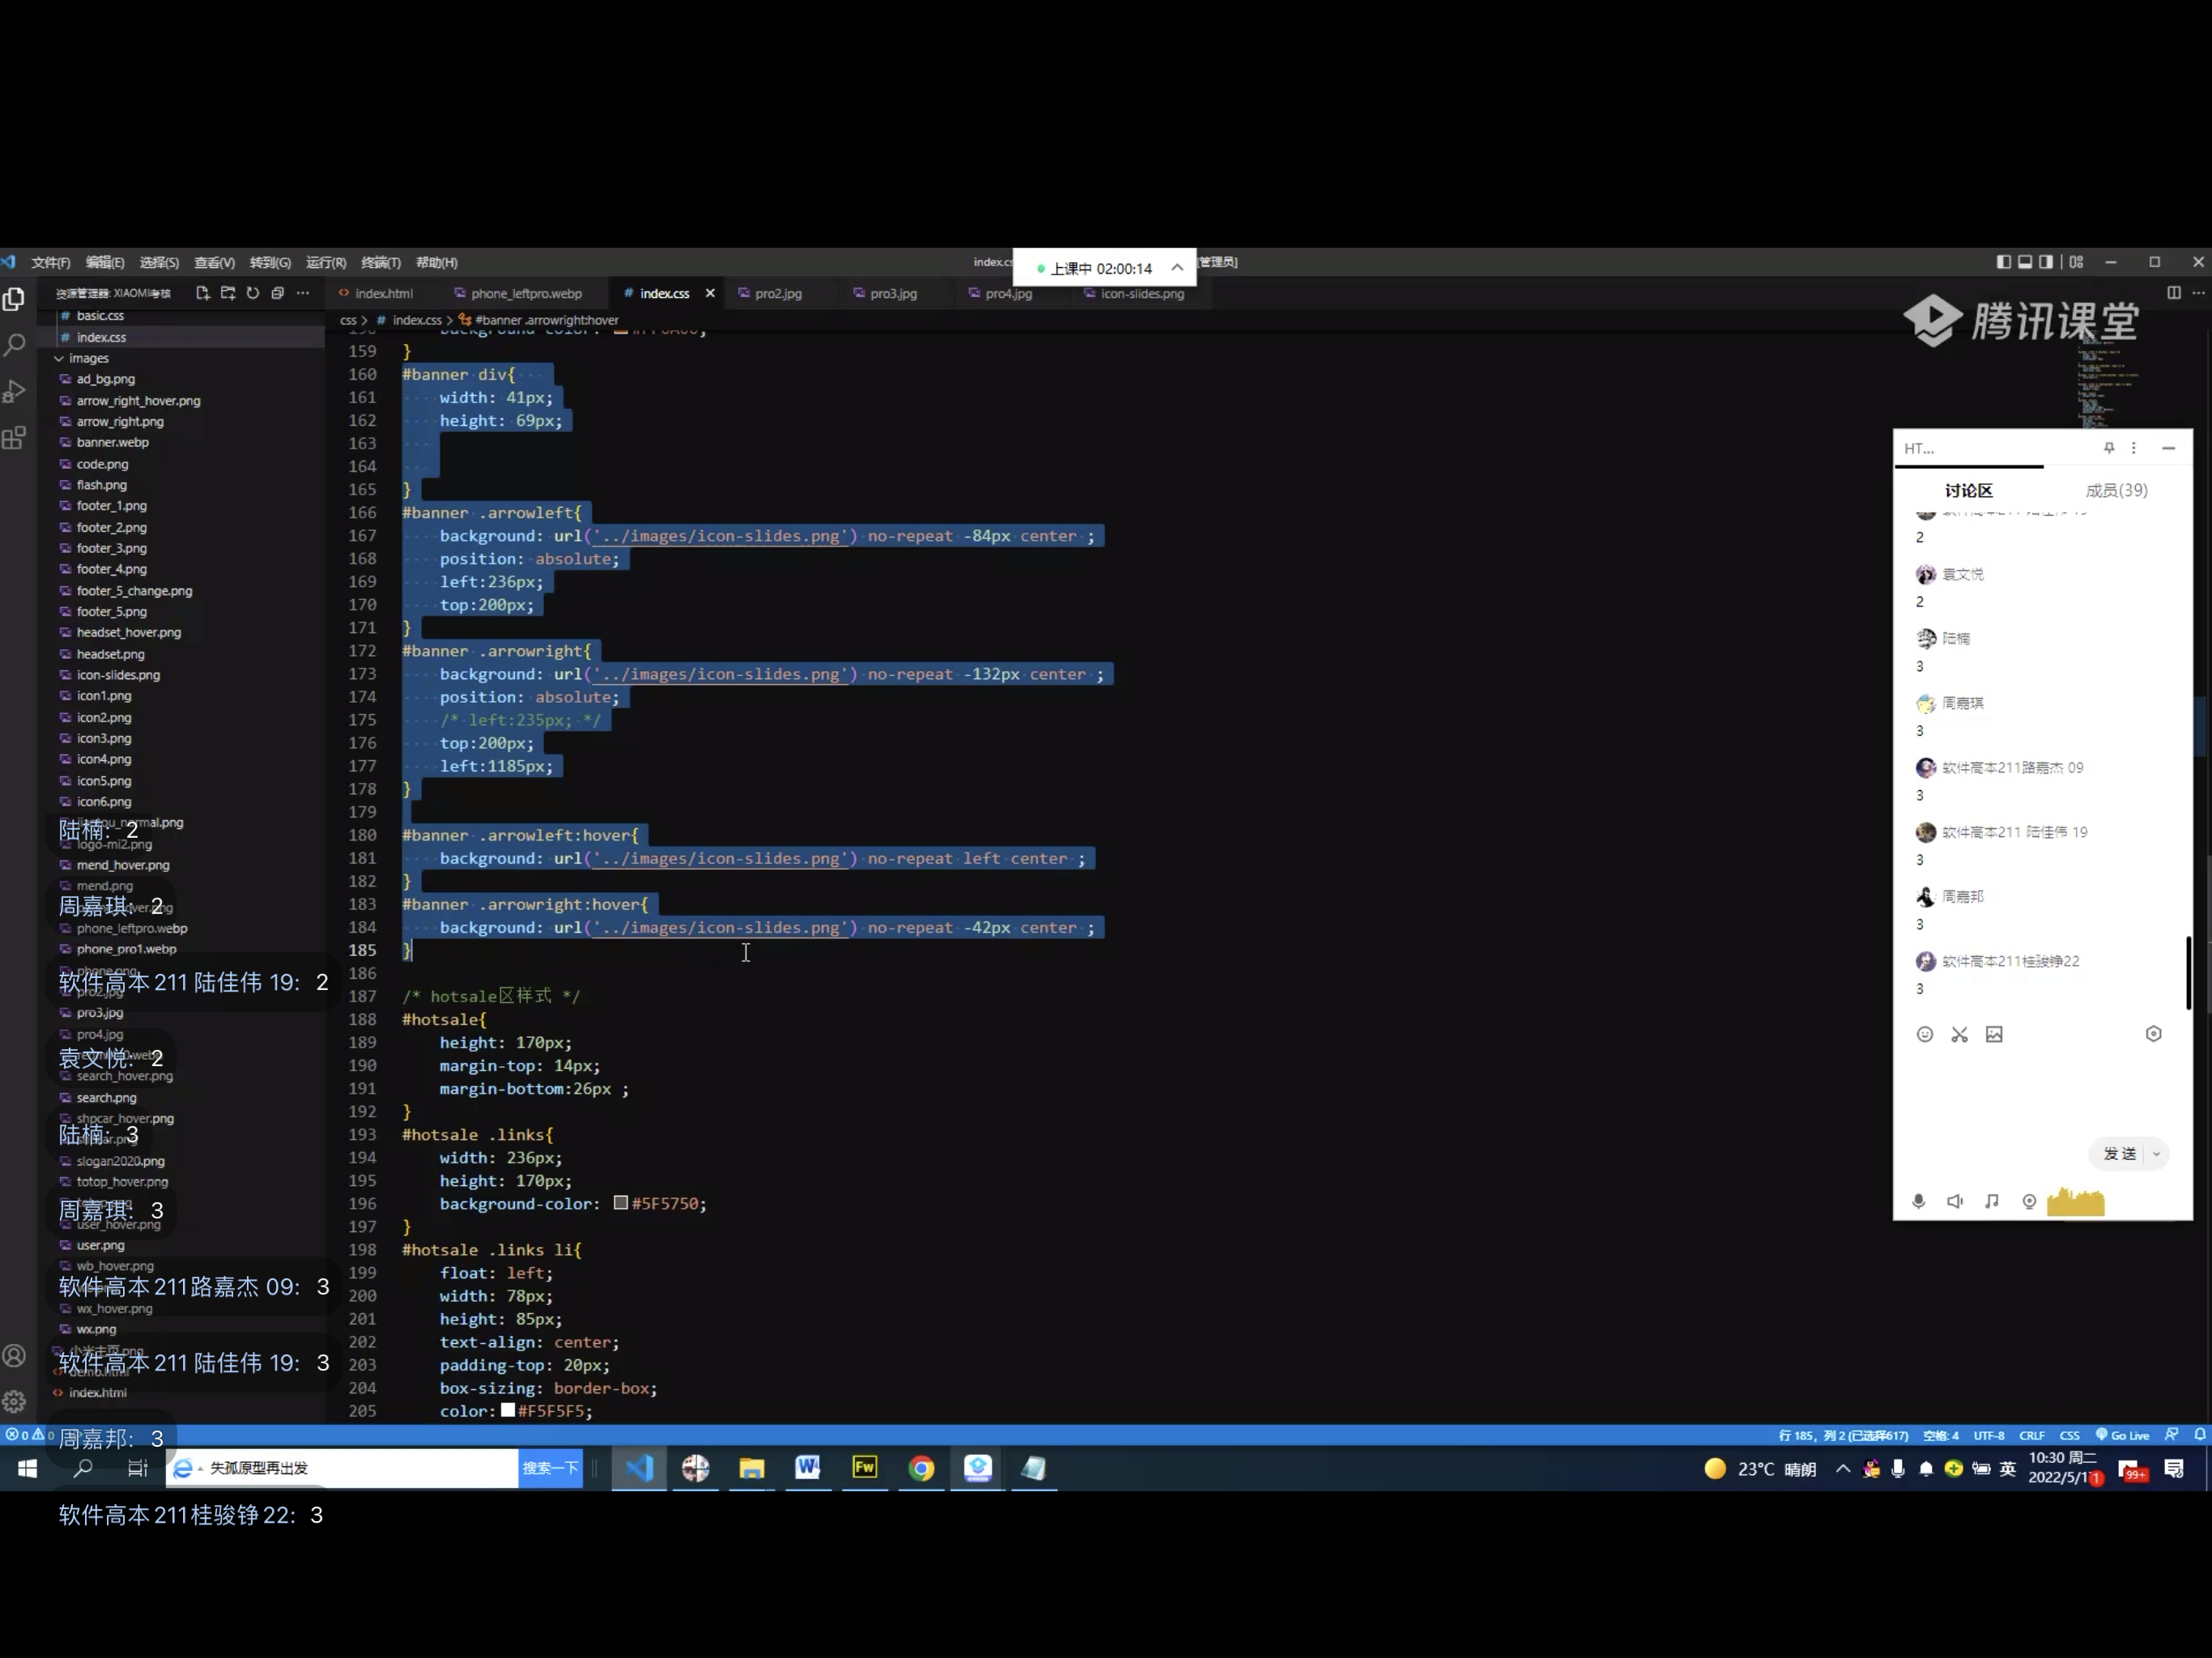 文件(F) 编辑(E) 选择(S) 查看(V) 转到(G) 运行(R) 终端(T) 帮助(H)
上课中 02:00:14
资源管理器: XIAOMI考核
index.html phone_leftpro.webp index.css pro2.jpg pro3.jpg pro4.jpg icon-slides.png
css > # index.css > #banner .arrowright:hover
腾讯课堂
basic.css
index.css
images
ad_bg.png
arrow_right_hover.png
arrow_right.png
banner.webp
code.png
flash.png
footer_1.png
footer_2.png
footer_3.png
footer_4.png
footer_5_change.png
footer_5.png
headset_hover.png
headset.png
icon-slides.png
icon1.png
icon2.png
icon3.png
icon4.png
icon5.png
icon6.png
陆楠: 2
logo-mi2.png
mend_hover.png
mend.png
周嘉琪: 2
phone_leftpro.webp
phone_pro1.webp
软件高本211 陆佳伟 19: 2
pro3.jpg
pro4.jpg
袁文悦: 2
search_hover.png
search.png
shpcar_hover.png
陆楠: 3
slogan2020.png
totop_hover.png
周嘉琪: 3
user_hover.png
user.png
wb_hover.png
软件高本211路嘉杰 09: 3
wx_hover.png
wx.png
软件高本211 陆佳伟 19: 3
index.html
周嘉邦: 3
软件高本211桂骏铮22: 3
159 }
160 #banner div{
161 width: 41px;
162 height: 69px;
163
164
165 }
166 #banner .arrowleft{
167 background: url('../images/icon-slides.png') no-repeat -84px center ;
168 position: absolute;
169 left:236px;
170 top:200px;
171 }
172 #banner .arrowright{
173 background: url('../images/icon-slides.png') no-repeat -132px center ;
174 position: absolute;
175 /* left:235px; */
176 top:200px;
177 left:1185px;
178 }
179
180 #banner .arrowleft:hover{
181 background: url('../images/icon-slides.png') no-repeat left center ;
182 }
183 #banner .arrowright:hover{
184 background: url('../images/icon-slides.png') no-repeat -42px center ;
185 }
186
187 /* hotsale区样式 */
188 #hotsale{
189 height: 170px;
190 margin-top: 14px;
191 margin-bottom:26px ;
192 }
193 #hotsale .links{
194 width: 236px;
195 height: 170px;
196 background-color: #5F5750;
197 }
198 #hotsale .links li{
199 float: left;
200 width: 78px;
201 height: 85px;
202 text-align: center;
203 padding-top: 20px;
204 box-sizing: border-box;
205 color: #F5F5F5;
HT...
讨论区 成员(39)
2
袁文悦
2
陆楠
3
周嘉琪
3
软件高本211路嘉杰 09
3
软件高本211 陆佳伟 19
3
周嘉邦
3
软件高本211桂骏铮22
3
发送
行 185，列 2 (已选择617) 空格: 4 UTF-8 CRLF CSS Go Live
失孤原型再出发 搜索一下
23°C 晴朗 英 10:30 周二
99+